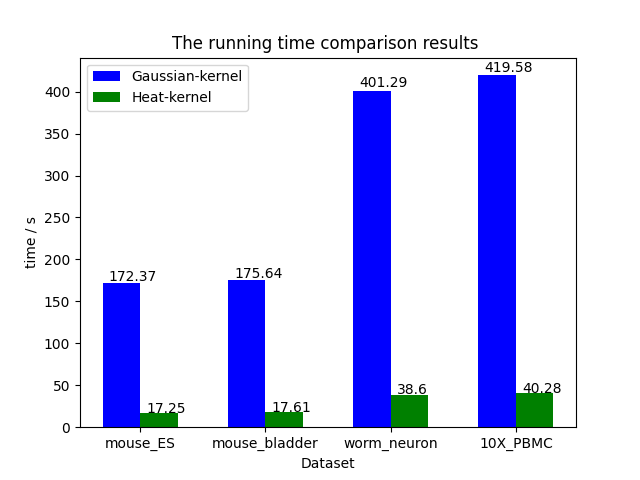 The running time comparison results
Gaussian-kernel
Heat-kernel
419.58
401.29
400
350
300
250
200
150
100
50
0
time / s
172.37
175.64
17.25
17.61
38.6
40.28
mouse_ES
mouse_bladder
worm_neuron
10X_PBMC
Dataset